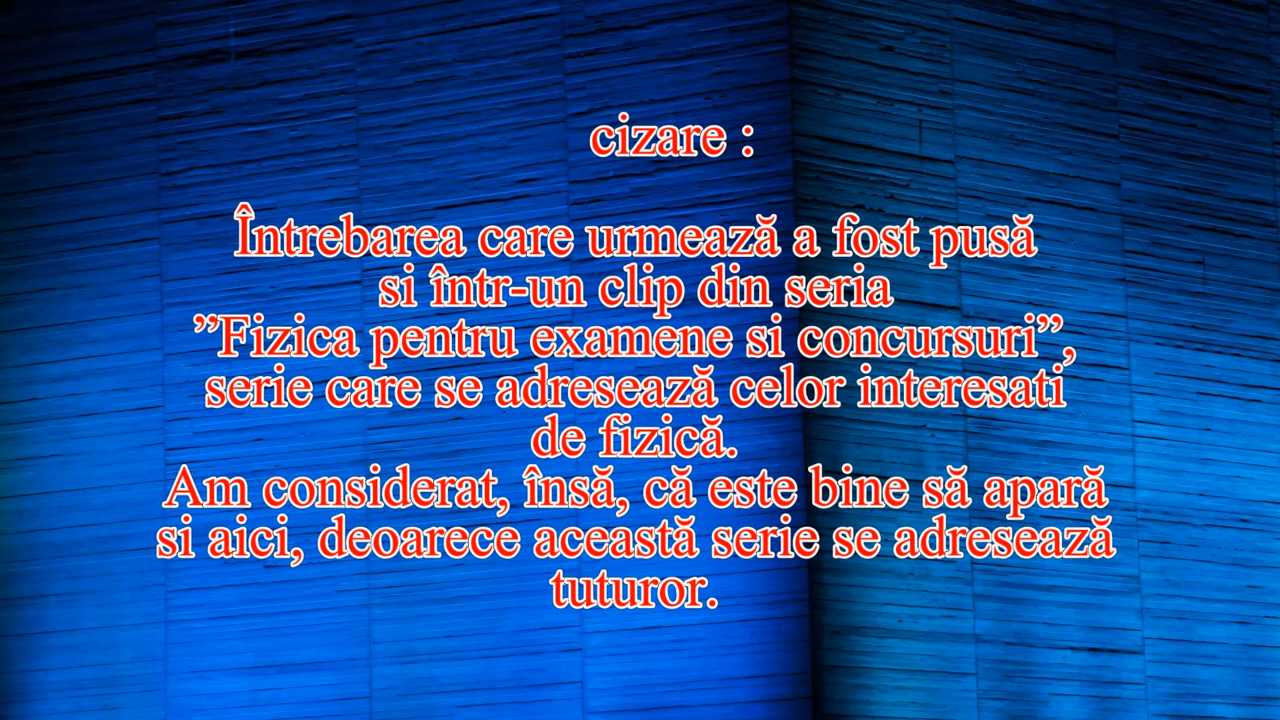 cizare :
Întrebarea care urmează a fost pusă
si într-un clip din seria
”Fizica pentru examene si concursuri”,
serie care se adresează celor interesati
de fizică.
Am considerat, însă, că este bine să apară
si aici, deoarece această serie se adresează
tuturor.